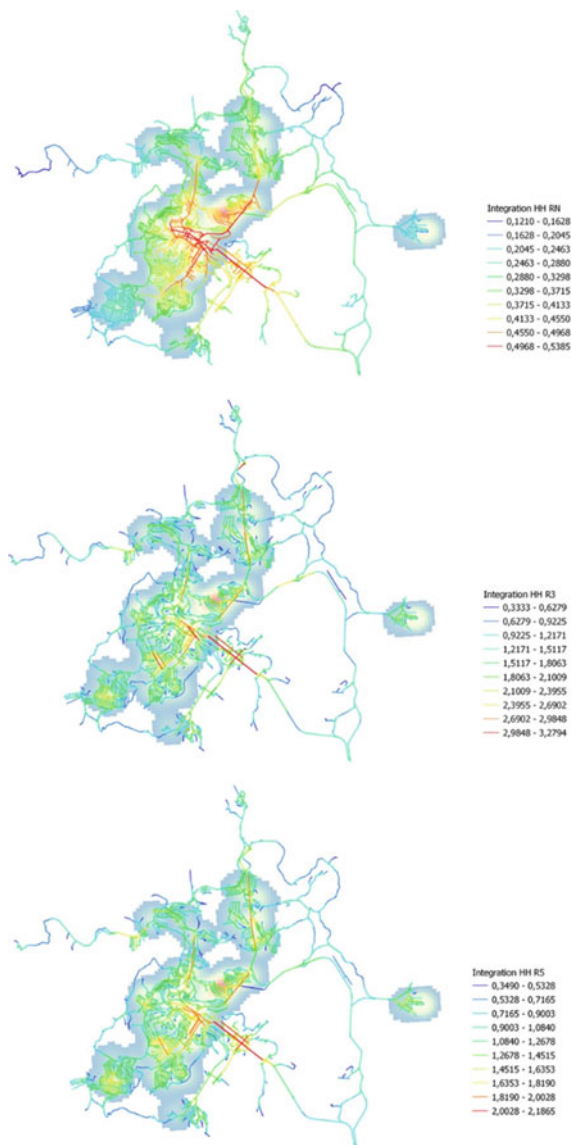 Integration HH RN
0,1210 - 0,1628
0,1628 - 0,2045
0,2045 - 0,2463
0,2463 - 0,2880
0,2880 - 0,3298
0,3298 - 0,3715
0,3715 - 0,4133
0,4133 - 0,4550
0,4550 - 0,4968
0,4968 - 0,5385
Integration HH R3
0,3333 - 0,6279
0,6279 - 0,9225
0,9225 - 1,2171
1,2171 - 1,5117
1,5117 - 1,8063
1,8063 - 2,1009
2,1009 - 2,3955
2,3955 - 2,6902
2,6902 - 2,9848
2,9848 - 3,2794
Integration HH R5
0,3490 - 0,5328
0,5328 - 0,7165
0,7165 - 0,9003
0,9003 - 1,0840
1,0840 - 1,2678
1,2678 - 1,4515
1,4515 - 1,6353
1,6353 - 1,8190
1,8190 - 2,0028
2,0028 - 2,1865